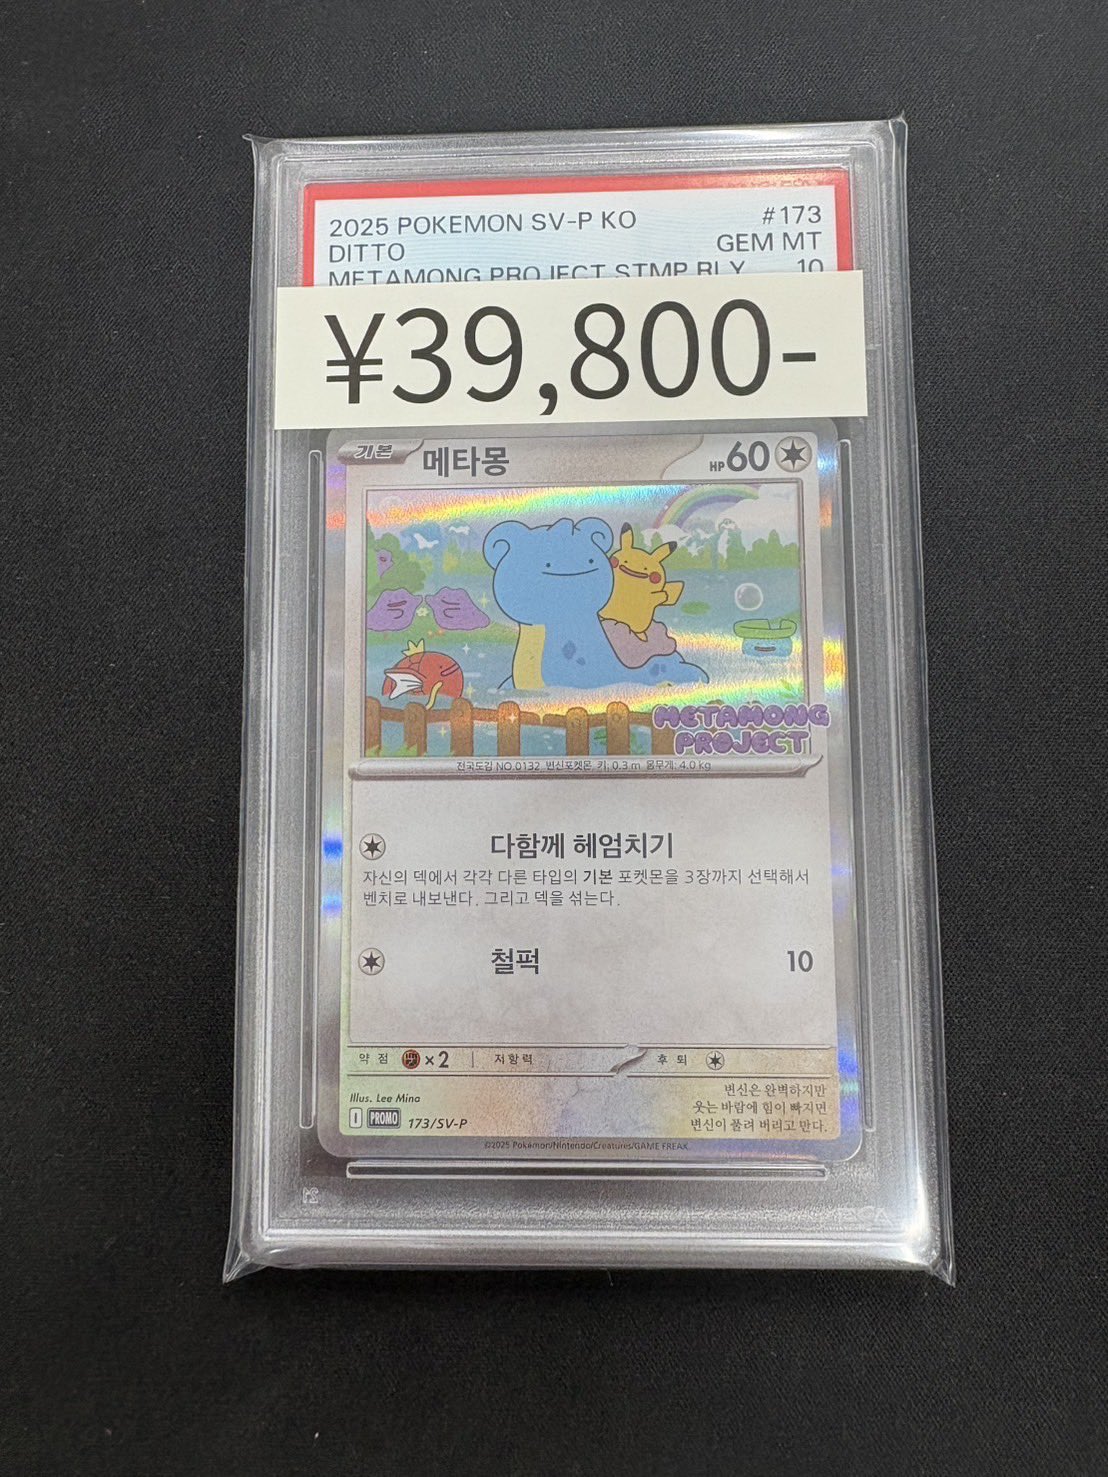 2025 POKEMON SV-P KO #173
DITTO GEM MT
METAMONG PROJECT STMP RLY 10
¥39,800-
기본 메타몽 HP 60
METAMONG
PROJECT
전국도감 NO.0132 변신포켓몬 키: 0.3 m 몸무게: 4.0 kg
다함께 헤엄치기
자신의 덱에서 각각 다른 타입의 기본 포켓몬을 3장까지 선택해서
벤치로 내보낸다. 그리고 덱을 섞는다.
철퍽 10
약점 ×2 저항력 후퇴
Illus. Lee Mina
I PROMO 173/SV-P
변신은 완벽하지만
웃는 바람에 힘이 빠지면
변신이 풀려 버리고 만다.
©2025 Pokémon/Nintendo/Creatures/GAME FREAK.